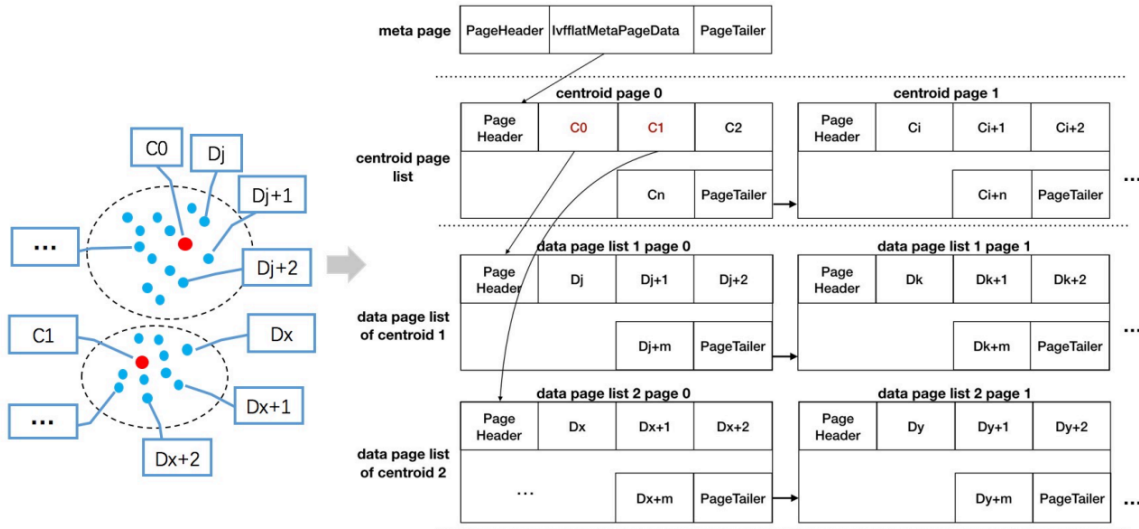 C0
Dj
Dj+1
...
Dj+2
C1
Dx
...
Dx+1
Dx+2
meta page
PageHeader IvfflatMetaPageData PageTailer
centroid page 0 centroid page 1
Page
Header C0 C1 C2
Page
Header Ci Ci+1 Ci+2
centroid page
list
Cn PageTailer
Ci+n PageTailer
...
data page list 1 page 0 data page list 1 page 1
Page
Header Dj Dj+1 Dj+2
Page
Header Dk Dk+1 Dk+2
data page list
of centroid 1
Dj+m PageTailer
Dk+m PageTailer
...
data page list 2 page 0 data page list 2 page 1
Page
Header Dx Dx+1 Dx+2
Page
Header Dy Dy+1 Dy+2
data page list
of centroid 2
... Dx+m PageTailer
Dy+m PageTailer
...